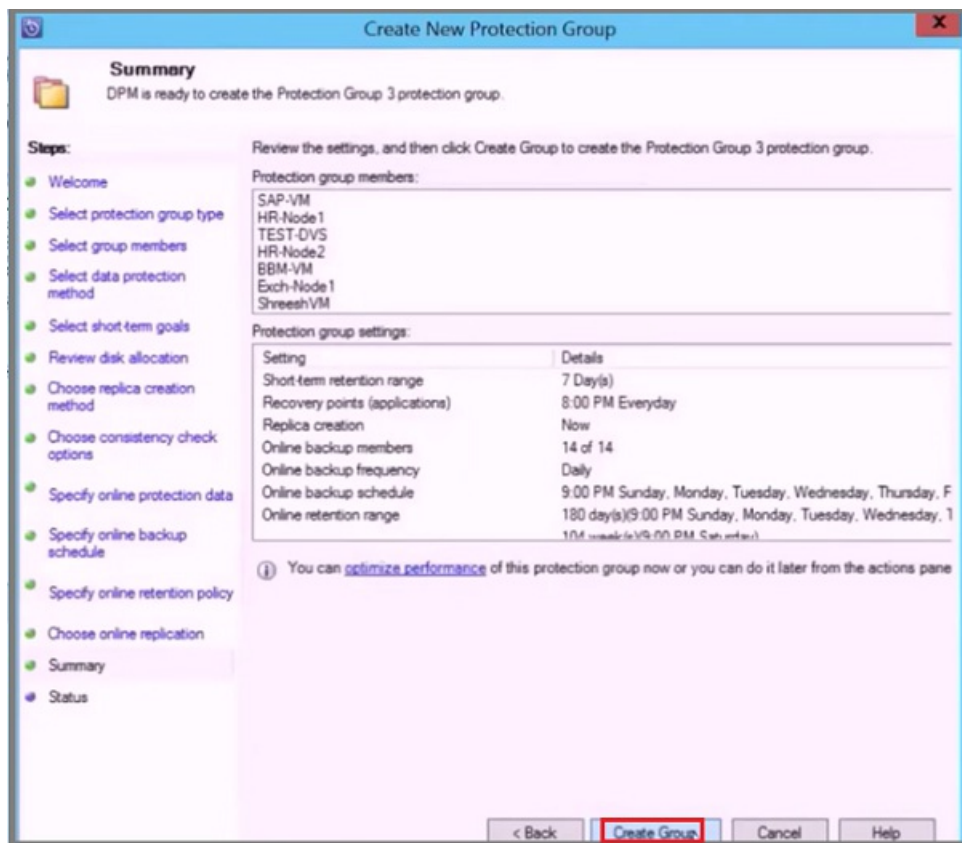 Create New Protection Group
X
Summary
DPM is ready to create the Protection Group 3 protection group.
Steps:
Welcome
Select protection group type
Select group members
Select data protection
method
Select short-term goals
Review disk allocation
Choose replica creation
method
Choose consistency check
options
Specify online protection data
Specify online backup
schedule
Specify online retention policy
Choose online replication
Summary
Status
Review the settings, and then click Create Group to create the Protection Group 3 protection group.
Protection group members:
SAP-VM
HR-Node1
TEST-DVS
HR-Node2
BBM-VM
Exch-Node1
ShreeshVM
Protection group settings:
Setting Details
Short-term retention range 7 Day(s)
Recovery points (applications) 8:00 PM Everyday
Replica creation Now
Online backup members 14 of 14
Online backup frequency Daily
Online backup schedule 9:00 PM Sunday, Monday, Tuesday, Wednesday, Thursday, F
Online retention range 180 day(s)(9:00 PM Sunday, Monday, Tuesday, Wednesday, T
104 week(s)(9:00 PM Saturday)
You can optimize performance of this protection group now or you can do it later from the actions pane
< Back Create Group Cancel Help